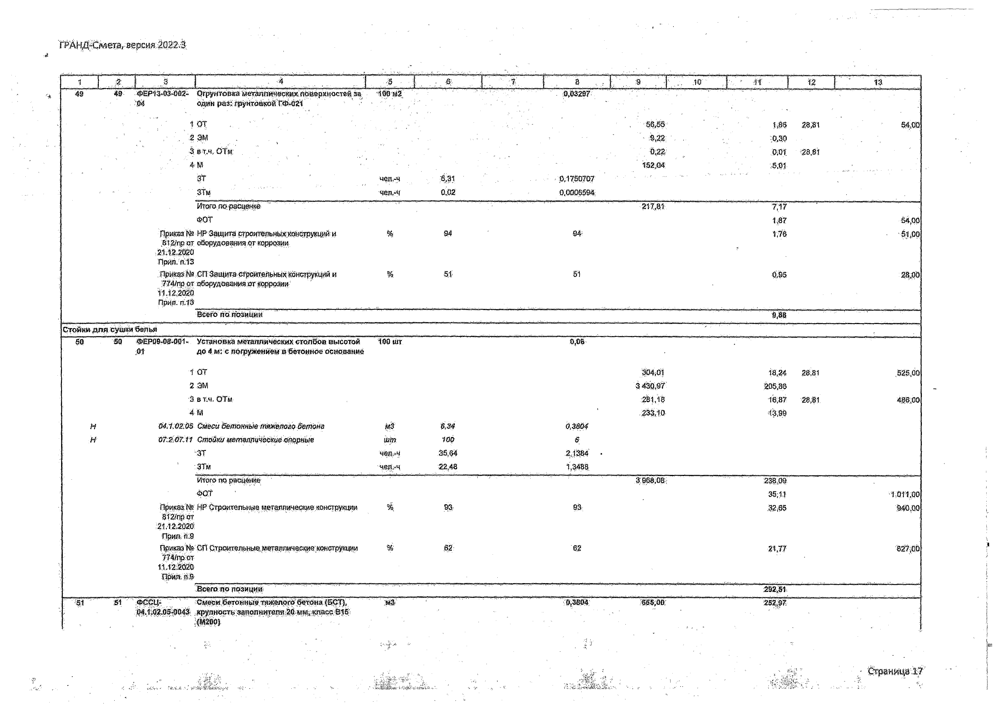 ГРАНД-Смета, версия 2022.3
1 2 3 4 5 6 7 8 9 10 11 12 13
49 49 ФЕР13-03-002- Огрунтовка металлических поверхностей за 100 м2 0,03297
04 один раз: грунтовкой ГФ-021
1 ОТ 56,55 1,86 28,81 54,00
2 ЭМ 9,22 0,30
3 в т.ч. ОТм 0,22 0,01 28,81
4 М 152,04 5,01
ЗТ чел.-ч 5,31 0,1750707
ЗТм чел.-ч 0,02 0,0006594
Итого по расценке 217,81 7,17
ФОТ 1,87 54,00
Приказ № НР Защита строительных конструкций и % 94 94 1,76 51,00
812/пр от оборудования от коррозии
21.12.2020
Прил. п.13
Приказ № СП Защита строительных конструкций и % 51 51 0,95 28,00
774/пр от оборудования от коррозии
11.12.2020
Прил. п.13
Всего по позиции 9,88
Стойки для сушки белья
50 50 ФЕР09-08-001- Установка металлических столбов высотой 100 шт 0,06
01 до 4 м: с погружением в бетонное основание
1 ОТ 304,01 18,24 28,81 525,00
2 ЭМ 3 430,97 205,86
3 в т.ч. ОТм 281,18 16,87 28,81 486,00
4 М 233,10 13,99
Н 04.1.02.05 Смеси бетонные тяжелого бетона м3 6,34 0,3804
Н 07.2.07.11 Стойки металлические опорные шт 100 6
ЗТ чел.-ч 35,64 2,1384
ЗТм чел.-ч 22,48 1,3488
Итого по расценке 3 968,08 238,09
ФОТ 35,11 1 011,00
Приказ № НР Строительные металлические конструкции % 93 93 32,65 940,00
812/пр от
21.12.2020
Прил. п.9
Приказ № СП Строительные металлические конструкции % 62 62 21,77 627,00
774/пр от
11.12.2020
Прил. п.9
Всего по позиции 292,51
51 51 ФССЦ- Смеси бетонные тяжелого бетона (БСТ), м3 0,3804 665,00 252,97
04.1.02.05-0043 крупность заполнителя 20 мм, класс В15
(М200)
Страница 17